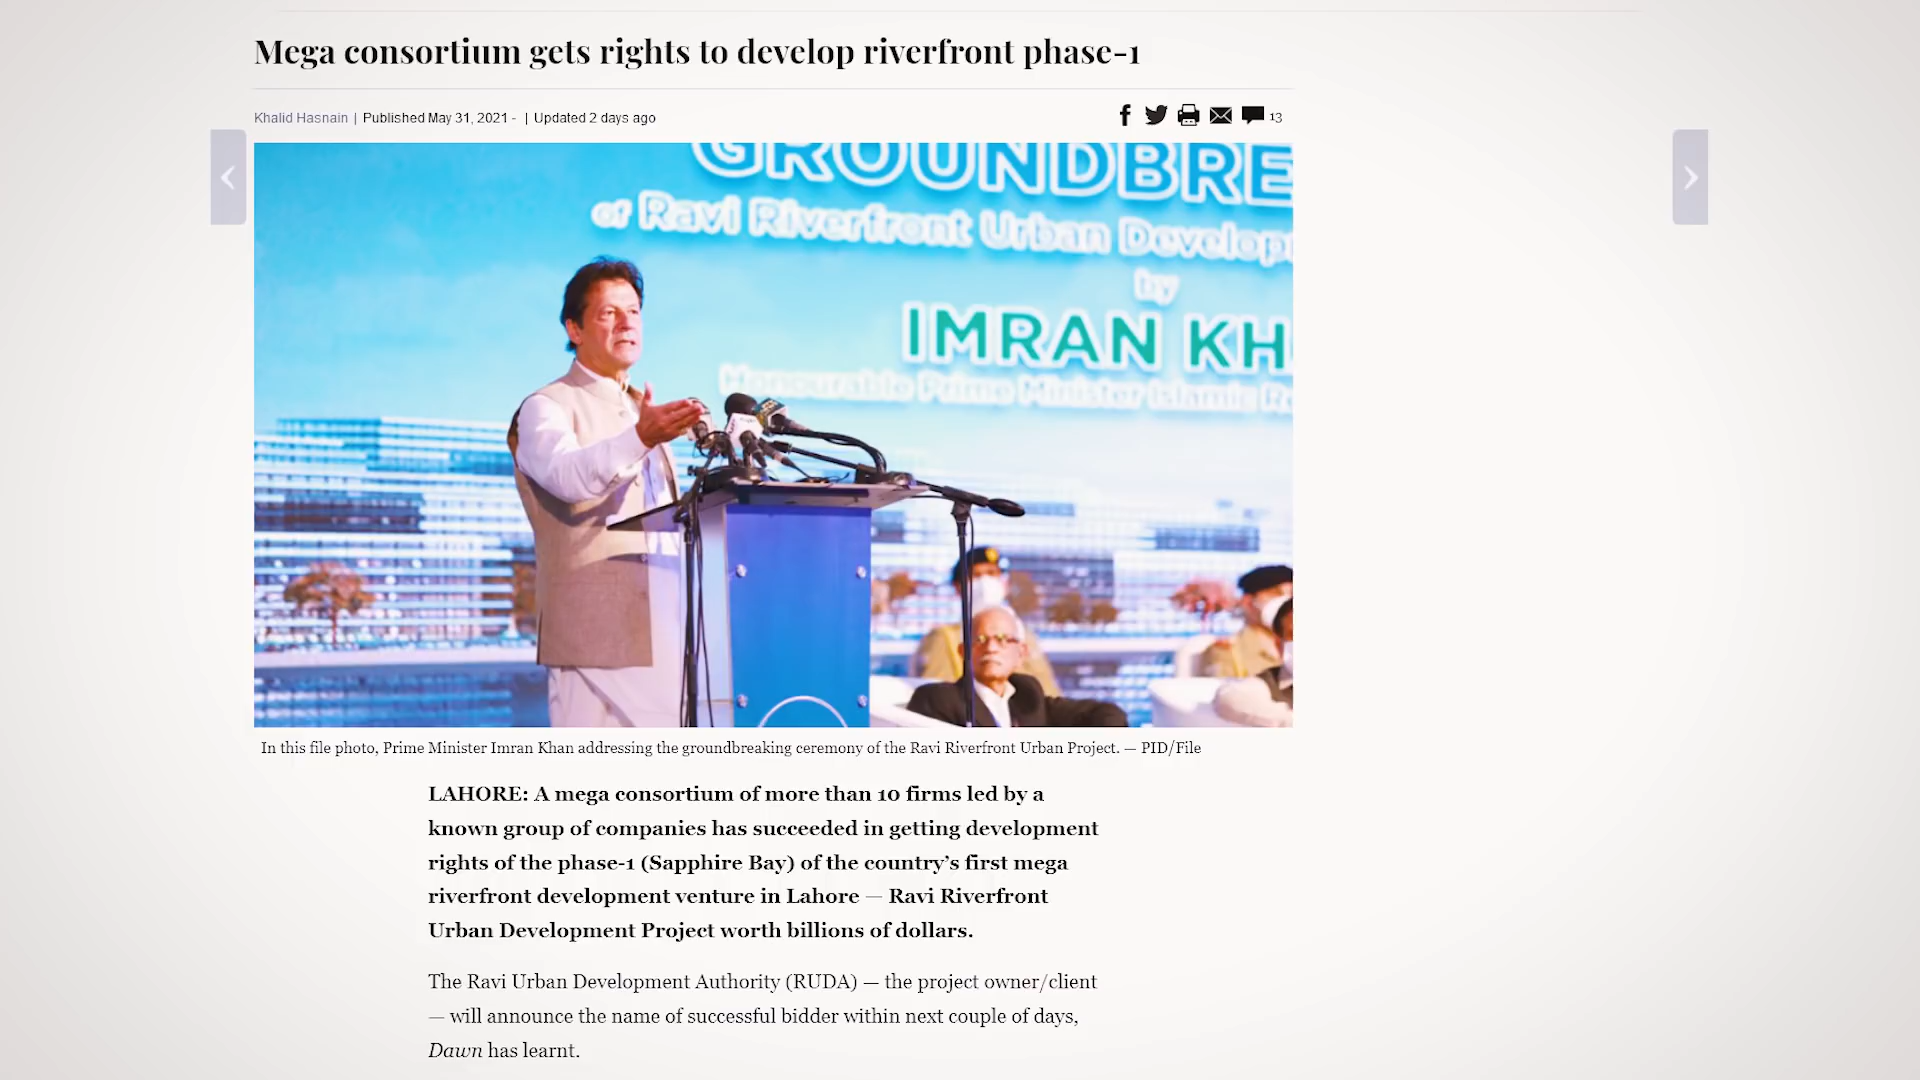 Mega consortium gets rights to develop riverfront phase-1
Khalid Hasnain | Published May 31, 2021 - | Updated 2 days ago
13
GROUNDBRE
of Ravi Riverfront Urban Develop
by
IMRAN KH
Honourable Prime Minister Islamic Re
In this file photo, Prime Minister Imran Khan addressing the groundbreaking ceremony of the Ravi Riverfront Urban Project. — PID/File
LAHORE: A mega consortium of more than 10 firms led by a
known group of companies has succeeded in getting development
rights of the phase-1 (Sapphire Bay) of the country’s first mega
riverfront development venture in Lahore — Ravi Riverfront
Urban Development Project worth billions of dollars.
The Ravi Urban Development Authority (RUDA) — the project owner/client
— will announce the name of successful bidder within next couple of days,
Dawn has learnt.